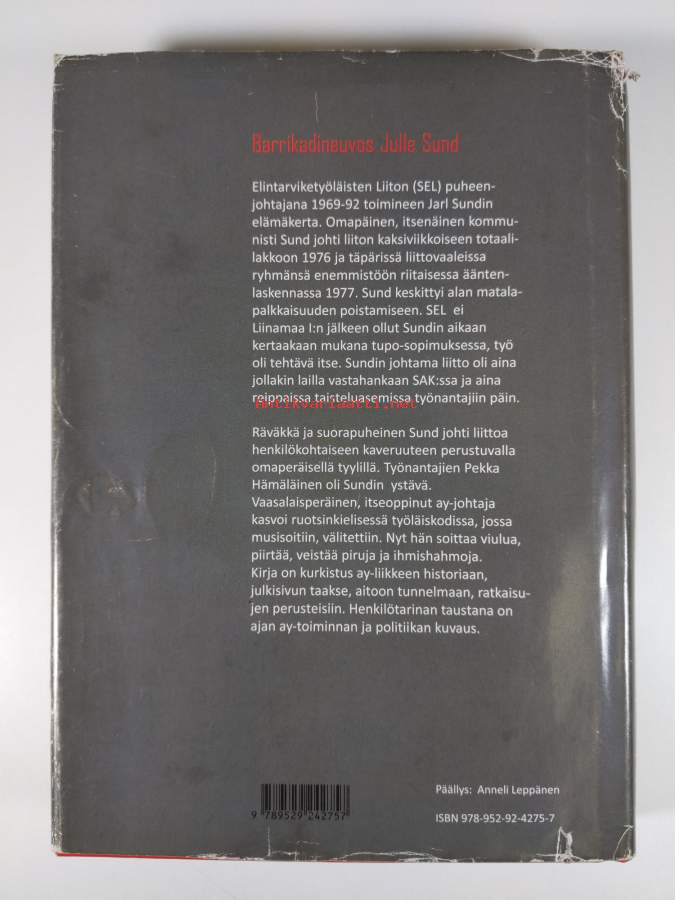 Barrikadineuvos Julle Sund
Elintarviketyöläisten Liiton (SEL) puheen-
johtajana 1969-92 toimineen Jarl Sundin
elämäkerta. Omapäinen, itsenäinen kommu-
nisti Sund johti liiton kaksiviikkoiseen totaali-
lakkoon 1976 ja täpärissä liittovaaleissa
ryhmänsä enemmistöön riitaisessa äänten-
laskennassa 1977. Sund keskittyi alan matala-
palkkaisuuden poistamiseen. SEL ei
Liinamaa I:n jälkeen ollut Sundin aikaan
kertaakaan mukana tupo-sopimuksessa, työ
oli tehtävä itse. Sundin johtama liitto oli aina
jollakin lailla vastahankaan SAK:ssa ja aina
reippaissa taisteluasemissa työnantajiin päin.
antikvariaatti.net
Räväkkä ja suorapuheinen Sund johti liittoa
henkilökohtaiseen kaveruuteen perustuvalla
omaperäisellä tyylillä. Työnantajien Pekka
Hämäläinen oli Sundin ystävä.
Vaasalaisperäinen, itseoppinut ay-johtaja
kasvoi ruotsinkielisessä työläiskodissa, jossa
musisoitiin, välitettiin. Nyt hän soittaa viulua,
piirtää, veistää piruja ja ihmishahmoja.
Kirja on kurkistus ay-liikkeen historiaan,
julkisivun taakse, aitoon tunnelmaan, ratkaisu-
jen perusteisiin. Henkilötarinan taustana on
ajan ay-toiminnan ja politiikan kuvaus.
Päällys: Anneli Leppänen
ISBN 978-952-92-4275-7
9 789529 242757